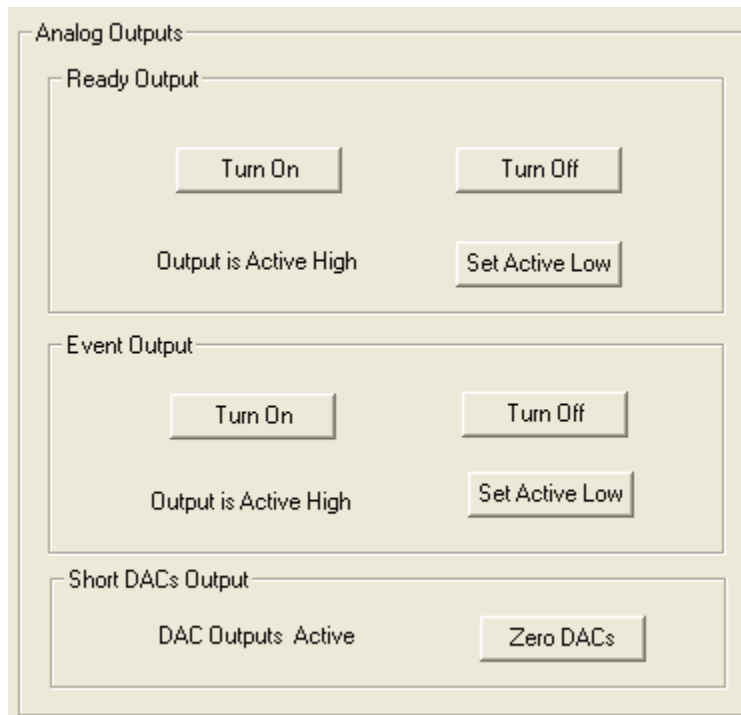 Analog Outputs
Ready Output
Turn On Turn Off
Output is Active High Set Active Low
Event Output
Turn On Turn Off
Output is Active High Set Active Low
Short DACs Output
DAC Outputs Active Zero DACs